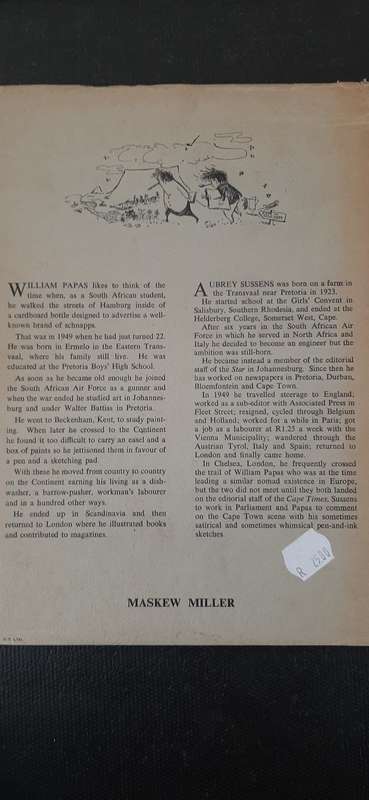 WILLIAM PAPAS likes to think of the
time when, as a South African student,
he walked the streets of Hamburg inside of
a cardboard bottle designed to advertise a well-
known brand of schnapps.
That was in 1949 when he had just turned 22.
He was born in Ermelo in the Eastern Trans-
vaal, where his family still live. He was
educated at the Pretoria Boys' High School.
As soon as he became old enough he joined
the South African Air Force as a gunner and
when the war ended he studied art in Johannes-
burg and under Walter Battiss in Pretoria.
He went to Beckenham, Kent, to study paint-
ing. When later he crossed to the Continent
he found it too difficult to carry an easel and a
box of paints so he jettisoned them in favour of
a pen and a sketching pad.
With these he moved from country to country
on the Continent earning his living as a dish-
washer, a barrow-pusher, workman's labourer
and in a hundred other ways.
He ended up in Scandinavia and then
returned to London where he illustrated books
and contributed to magazines.
AUBREY SUSSENS was born on a farm in
the Transvaal near Pretoria in 1923.
He started school at the Girls' Convent in
Salisbury, Southern Rhodesia, and ended at the
Helderberg College, Somerset West, Cape.
After six years in the South African Air
Force in which he served in North Africa and
Italy he decided to become an engineer but the
ambition was still-born.
He became instead a member of the editorial
staff of the Star in Johannesburg. Since then he
has worked on newspapers in Pretoria, Durban,
Bloemfontein and Cape Town.
In 1949 he travelled steerage to England;
worked as a sub-editor with Associated Press in
Fleet Street; resigned, cycled through Belgium
and Holland; worked for a while in Paris; got
a job as a labourer at R1.25 a week with the
Vienna Municipality; wandered through the
Austrian Tyrol, Italy and Spain; returned to
London and finally came home.
In Chelsea, London, he frequently crossed
the trail of William Papas who was at the time
leading a similar nomad existence in Europe,
but the two did not meet until they both landed
on the editorial staff of the Cape Times, Sussens
to work in Parliament and Papas to comment
on the Cape Town scene with his sometimes
satirical and sometimes whimsical pen-and-ink
sketches.
R 25.00
MASKEW MILLER